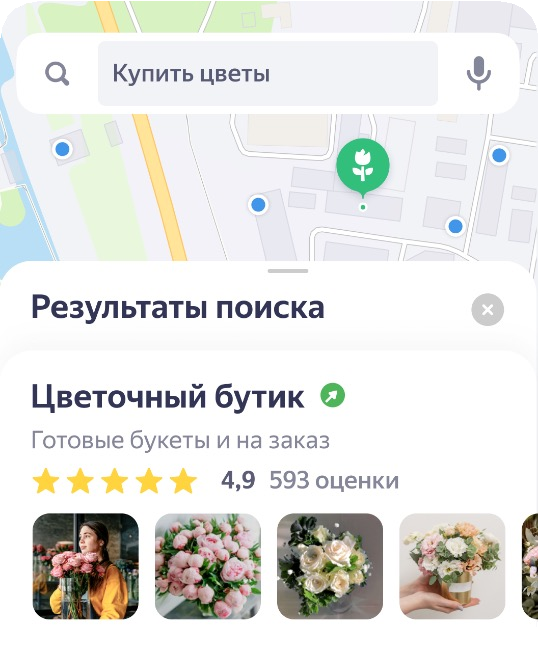 Купить цветы
Результаты поиска
Цветочный бутик
Готовые букеты и на заказ
4,9 593 оценки